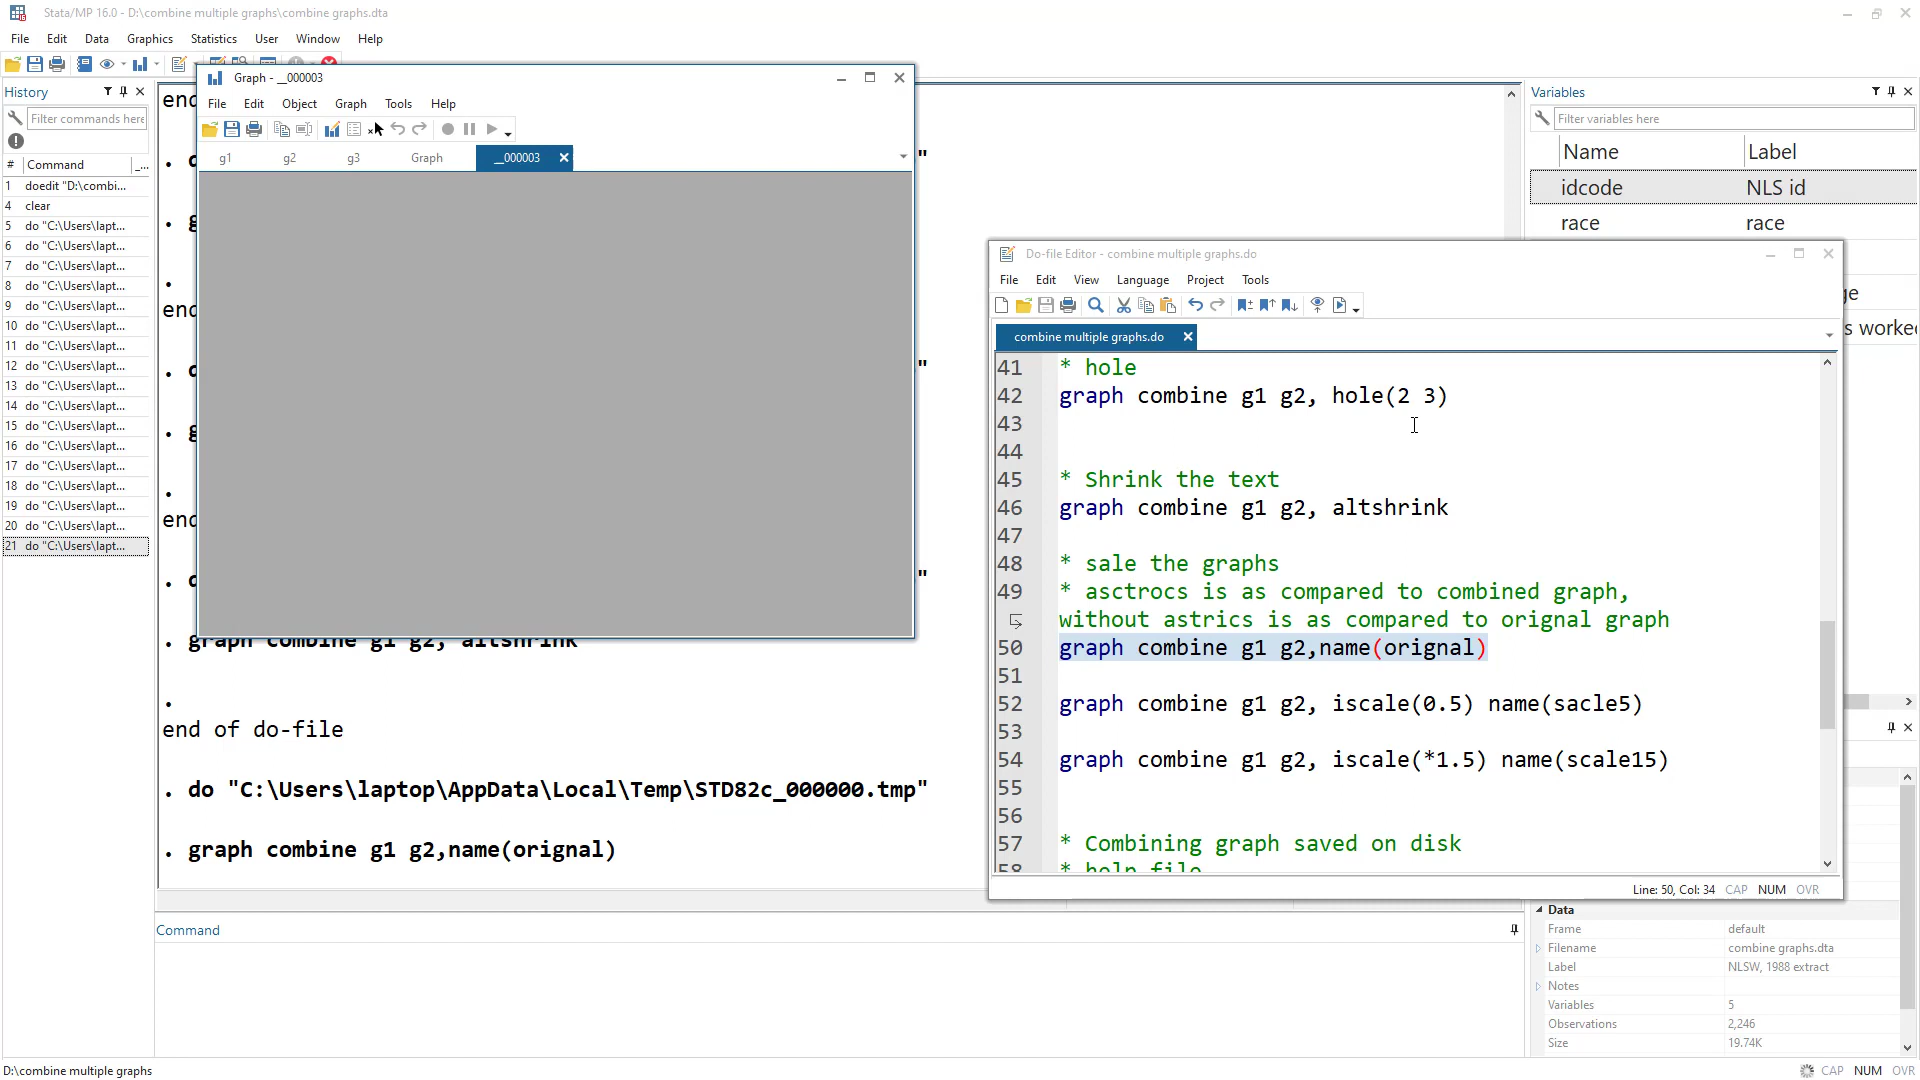 Stata/MP 16.0 - D:\combine multiple graphs\combine graphs.dta
File Edit Data Graphics Statistics User Window Help
History
Filter commands here
# Command _...
1 doedit "D:\combi...
4 clear
5 do "C:\Users\lapt...
6 do "C:\Users\lapt...
7 do "C:\Users\lapt...
8 do "C:\Users\lapt...
9 do "C:\Users\lapt...
10 do "C:\Users\lapt...
11 do "C:\Users\lapt...
12 do "C:\Users\lapt...
13 do "C:\Users\lapt...
14 do "C:\Users\lapt...
15 do "C:\Users\lapt...
16 do "C:\Users\lapt...
17 do "C:\Users\lapt...
18 do "C:\Users\lapt...
19 do "C:\Users\lapt...
20 do "C:\Users\lapt...
21 do "C:\Users\lapt...
Graph - __000003
File Edit Object Graph Tools Help
g1 g2 g3 Graph __000003
. graph combine g1 g2, altshrink
.
end of do-file
. do "C:\Users\laptop\AppData\Local\Temp\STD82c_000000.tmp"
. graph combine g1 g2,name(orignal)
Command
Do-file Editor - combine multiple graphs.do
File Edit View Language Project Tools
combine multiple graphs.do
41 * hole
42 graph combine g1 g2, hole(2 3)
43
44
45 * Shrink the text
46 graph combine g1 g2, altshrink
47
48 * sale the graphs
49 * asctrocs is as compared to combined graph,
without astrics is as compared to orignal graph
50 graph combine g1 g2,name(orignal)
51
52 graph combine g1 g2, iscale(0.5) name(sacle5)
53
54 graph combine g1 g2, iscale(*1.5) name(scale15)
55
56
57 * Combining graph saved on disk
58 * help file
Line: 50, Col: 34 CAP NUM OVR
Variables
Filter variables here
Name Label
idcode NLS id
race race
s worked
Data
Frame default
Filename combine graphs.dta
Label NLSW, 1988 extract
Notes
Variables 5
Observations 2,246
Size 19.74K
D:\combine multiple graphs
CAP NUM OVR